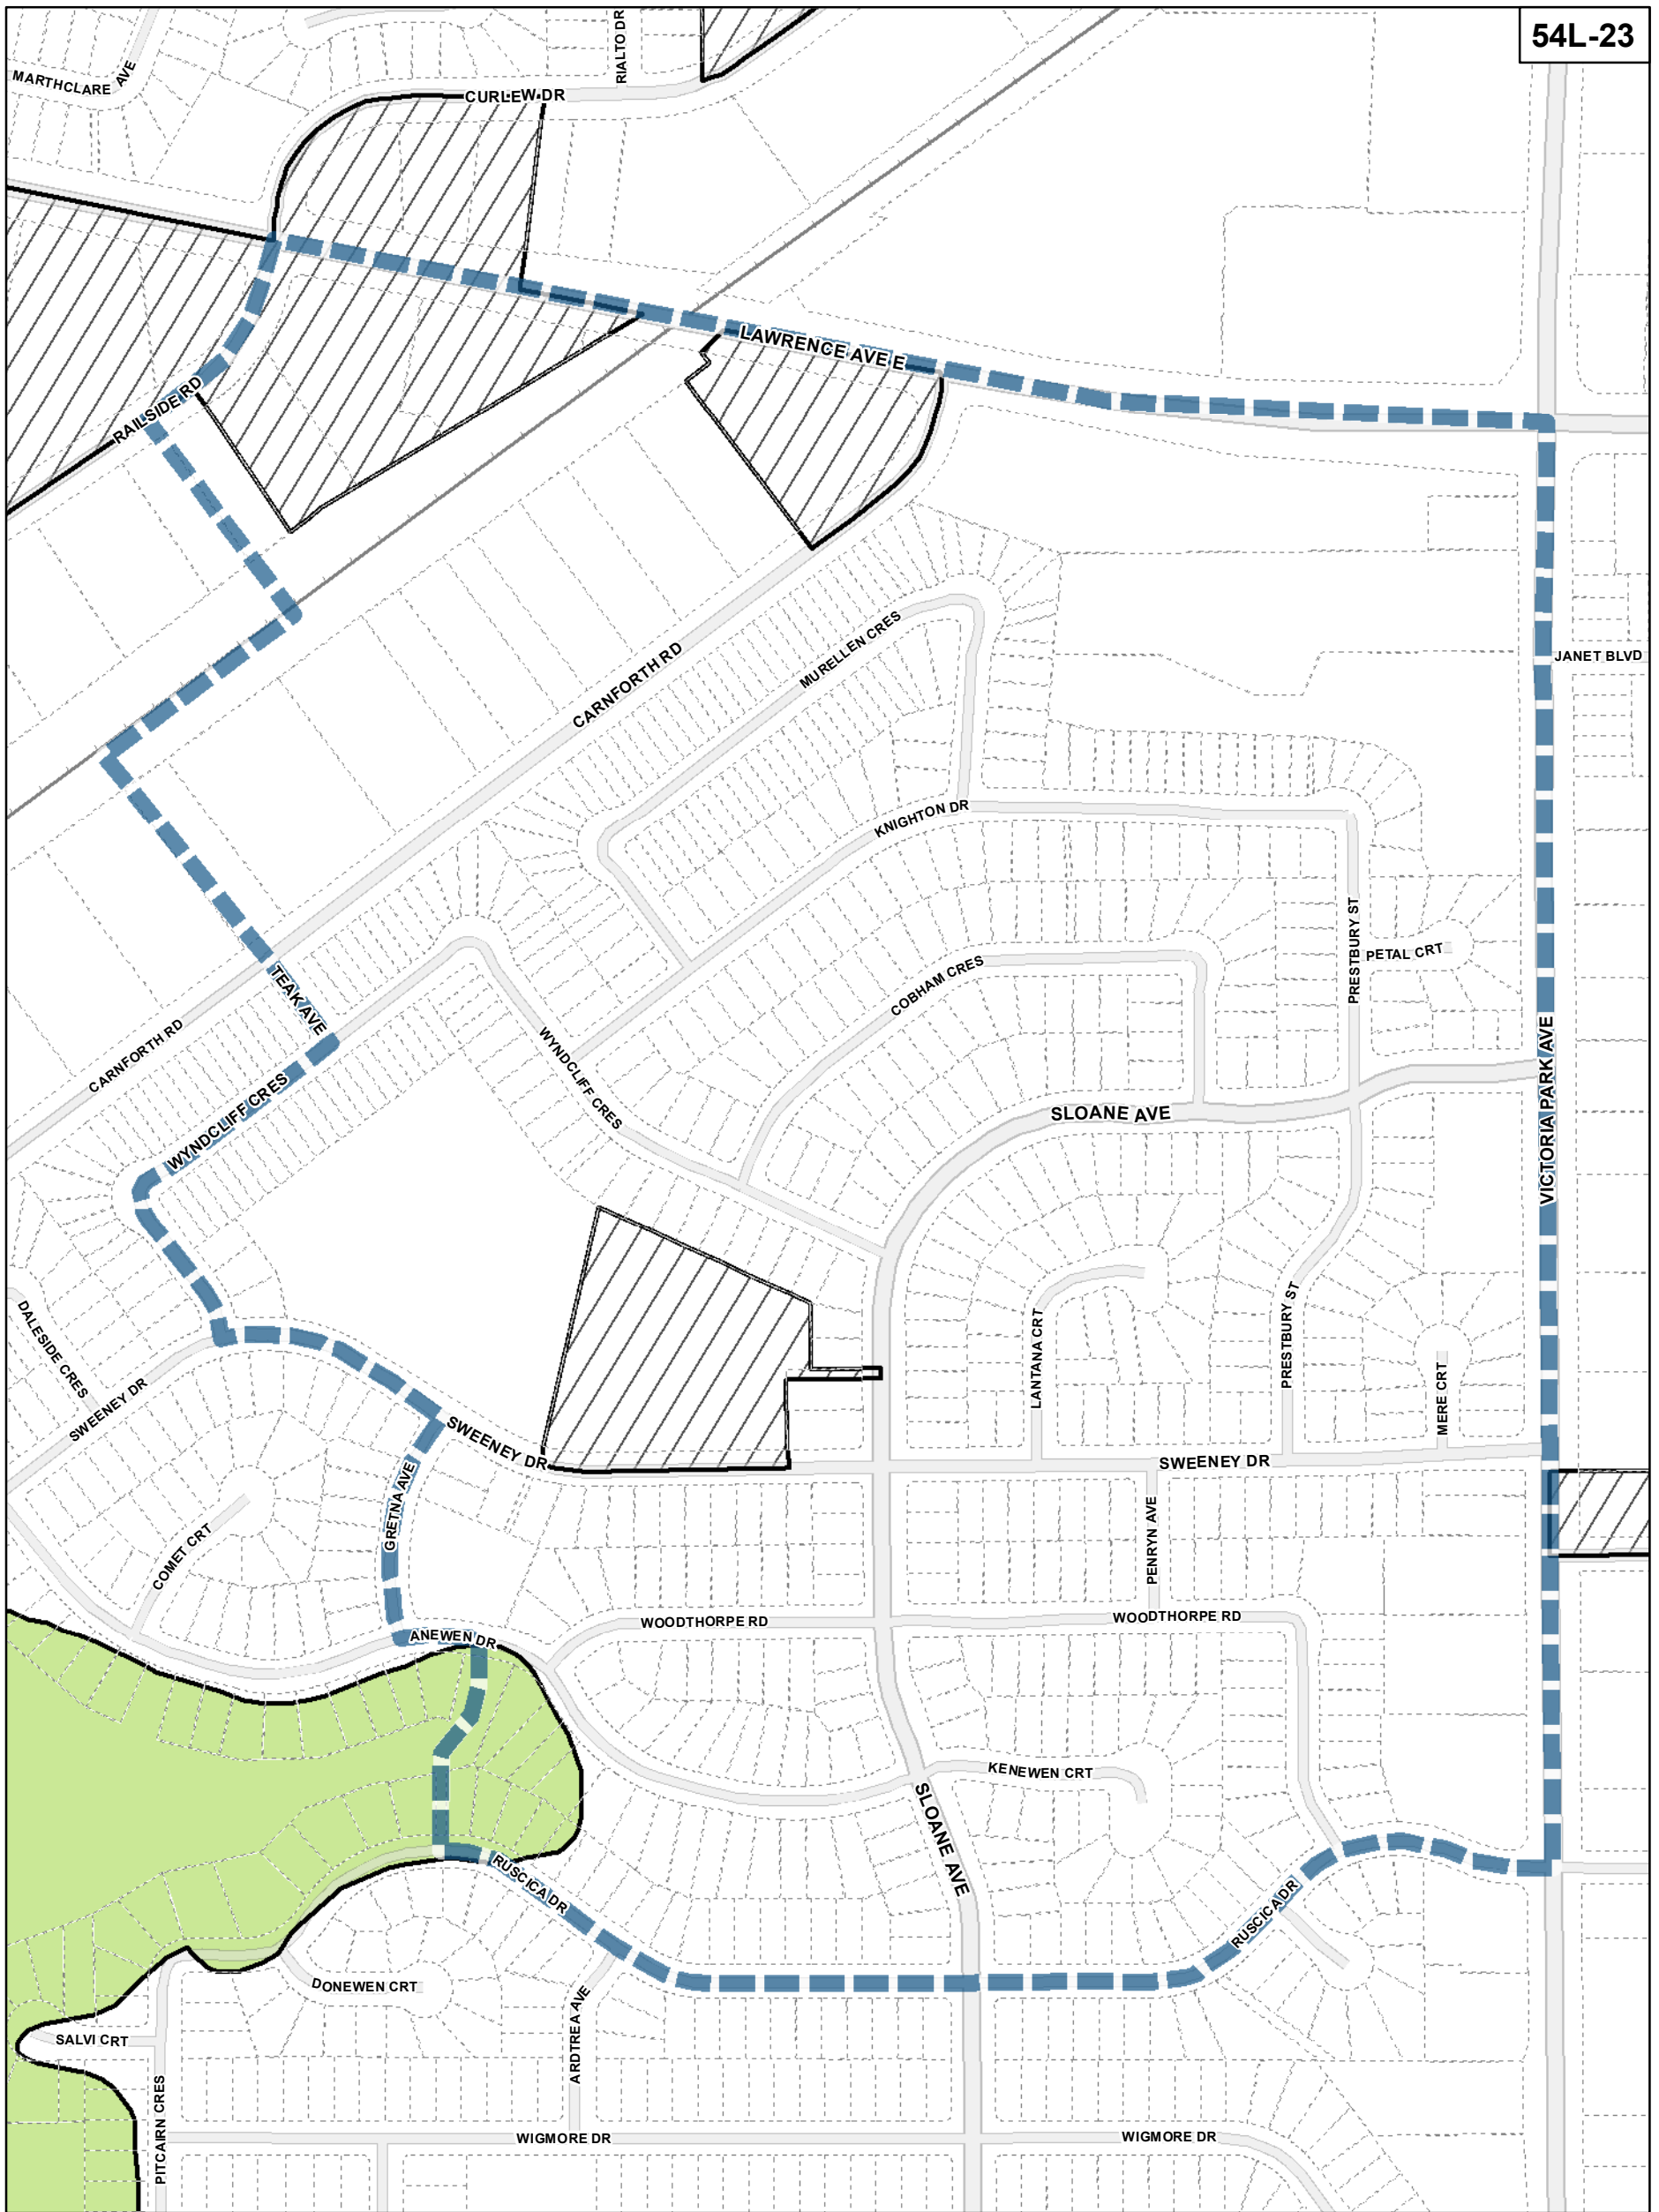 54L-23
RIALTO DR
MARTHCLARE AVE
CURLEW DR
LAWRENCE AVE E
RAILSIDE RD
JANET BLVD
MURELLEN CRES
CARNFORTH RD
KNIGHTON DR
PRESTBURY ST
PETAL CRT
COBHAM CRES
TEAK AVE
CARNFORTH RD
WYNDCLIFF CRES
WYNDCLIFF CRES
SLOANE AVE
VICTORIA PARK AVE
DALESIDE CRES
LANTANA CRT
PRESTBURY ST
MERE CRT
SWEENEY DR
SWEENEY DR
SWEENEY DR
GRETNA AVE
COMET CRT
PENRYN AVE
WOODTHORPE RD
WOODTHORPE RD
ANEWEN DR
KENEWEN CRT
SLOANE AVE
RUSCICA DR
RUSCICA DR
DONEWEN CRT
ARDTREA AVE
SALVI CRT
PITCAIRN CRES
WIGMORE DR
WIGMORE DR